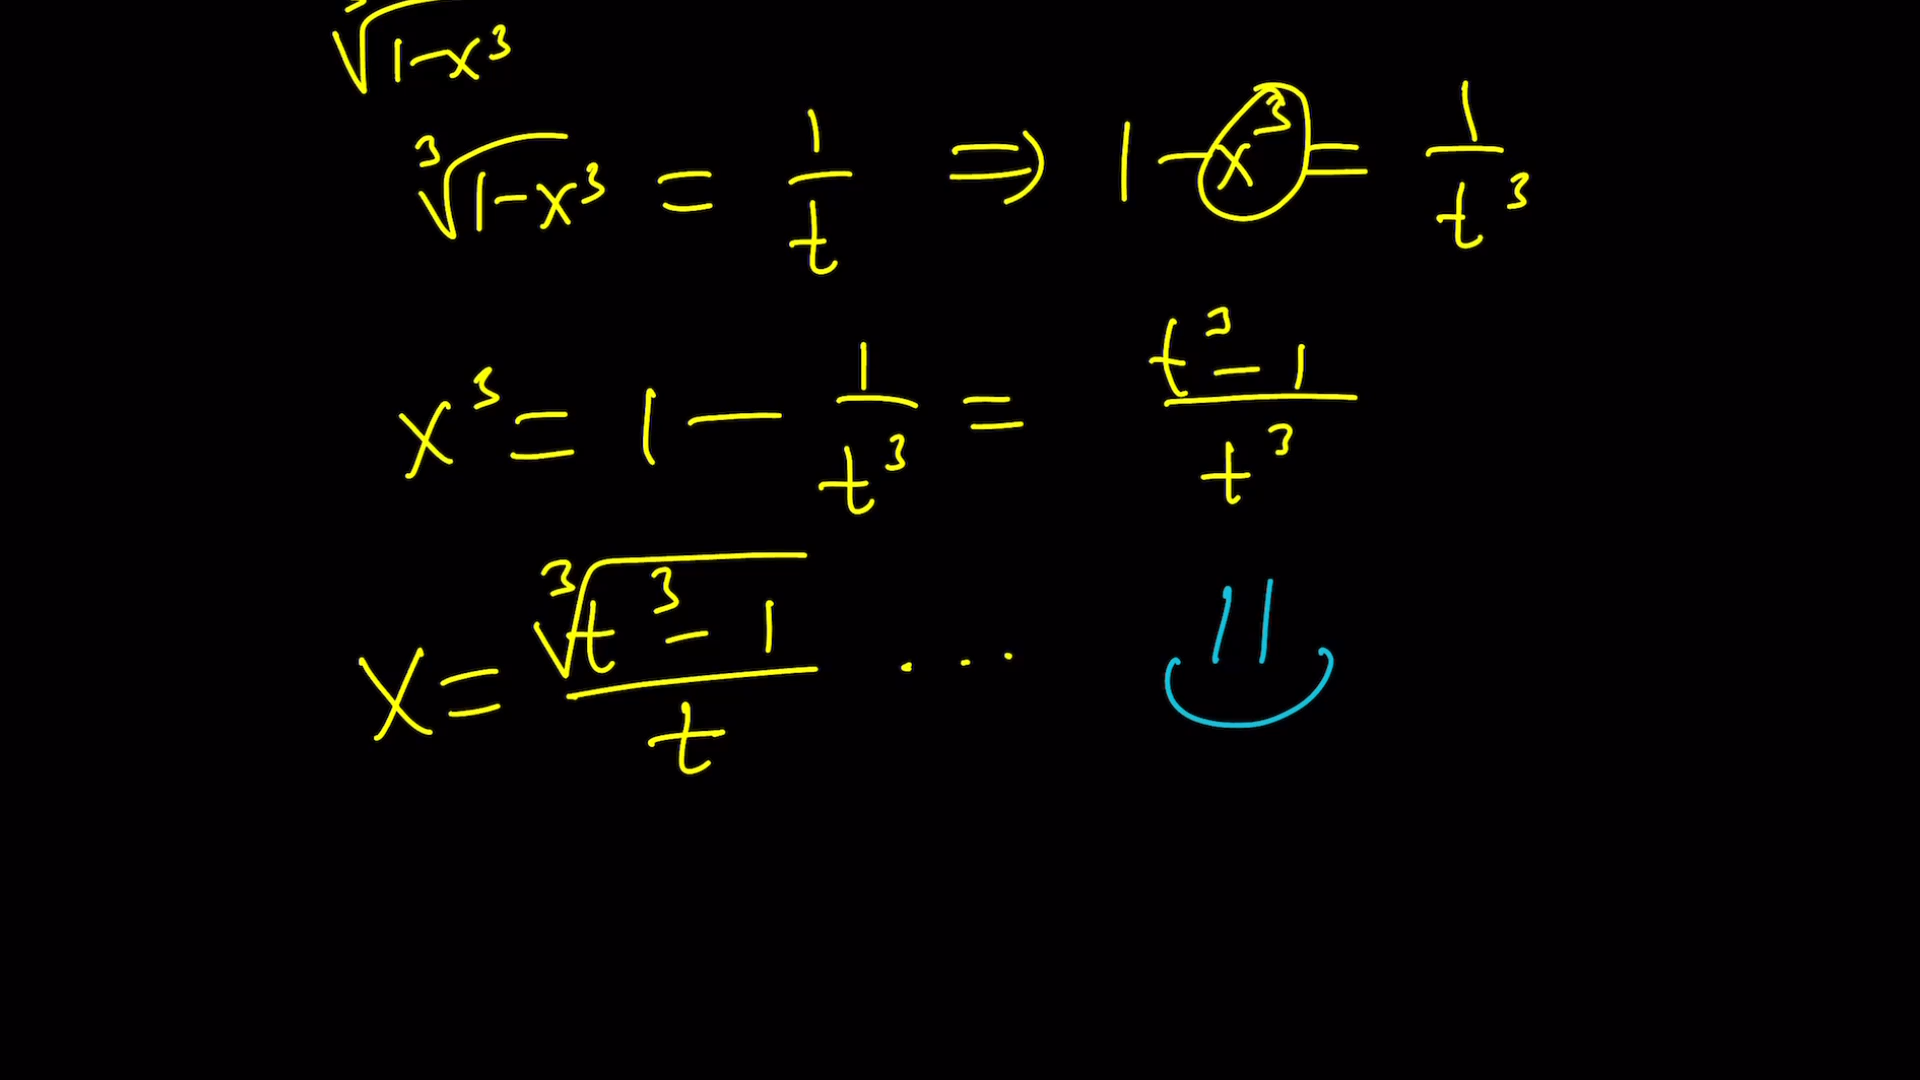 ∛(1-x³)
∛(1-x³) = 1/t ⇒ 1-x³ = 1/t³
x³ = 1 - 1/t³ = (t³-1)/t³
x = ∛(t³-1)/t ...